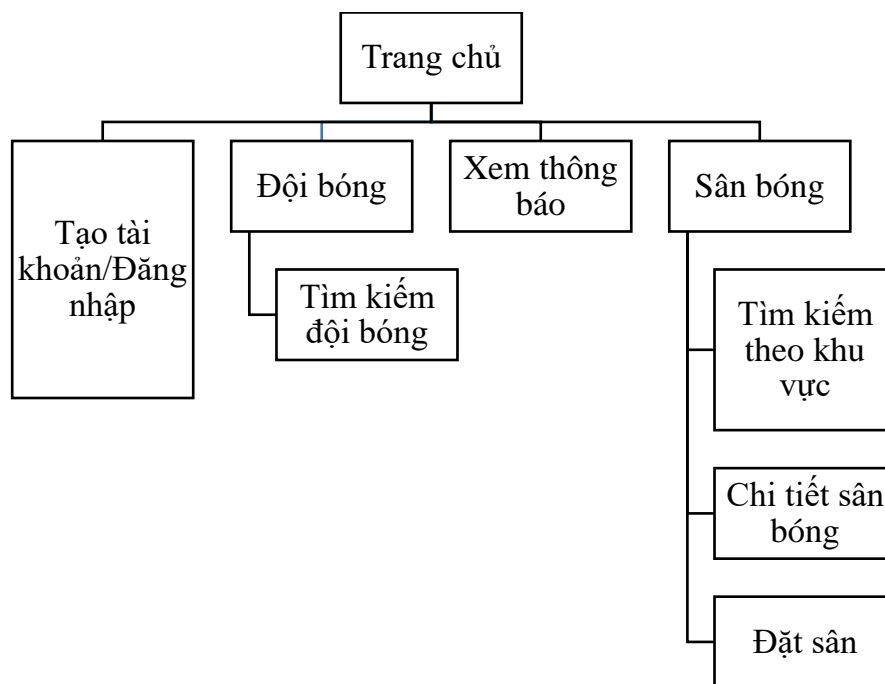 Trang chủ
Tạo tài
khoản/Đăng
nhập
Đội bóng
Tìm kiếm
đội bóng
Xem thông
báo
Sân bóng
Tìm kiếm
theo khu
vực
Chi tiết sân
bóng
Đặt sân